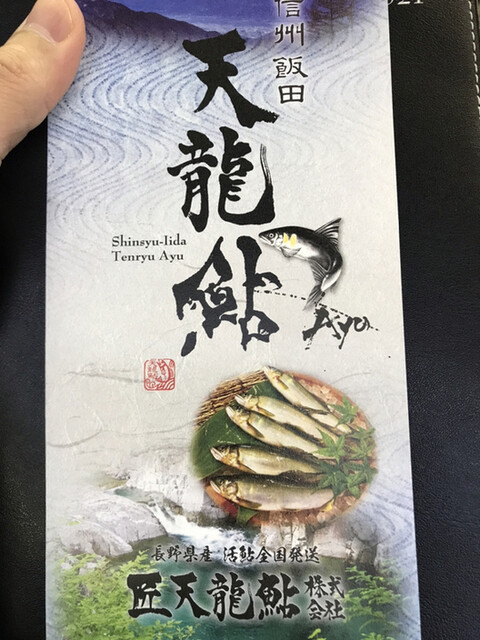 信州飯田
天龍鮎
Shinsyu-Iida
Tenryu Ayu
Ayu
長野県産 活鮎全国発送
匠天龍鮎株式会社